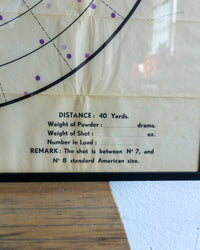 DISTANCE: 40 Yards.
Weight of Powder: drams.
Weight of Shot: oz.
Number in Load:
REMARK: The shot is between Nº 7, and
Nº 8 standard American size.